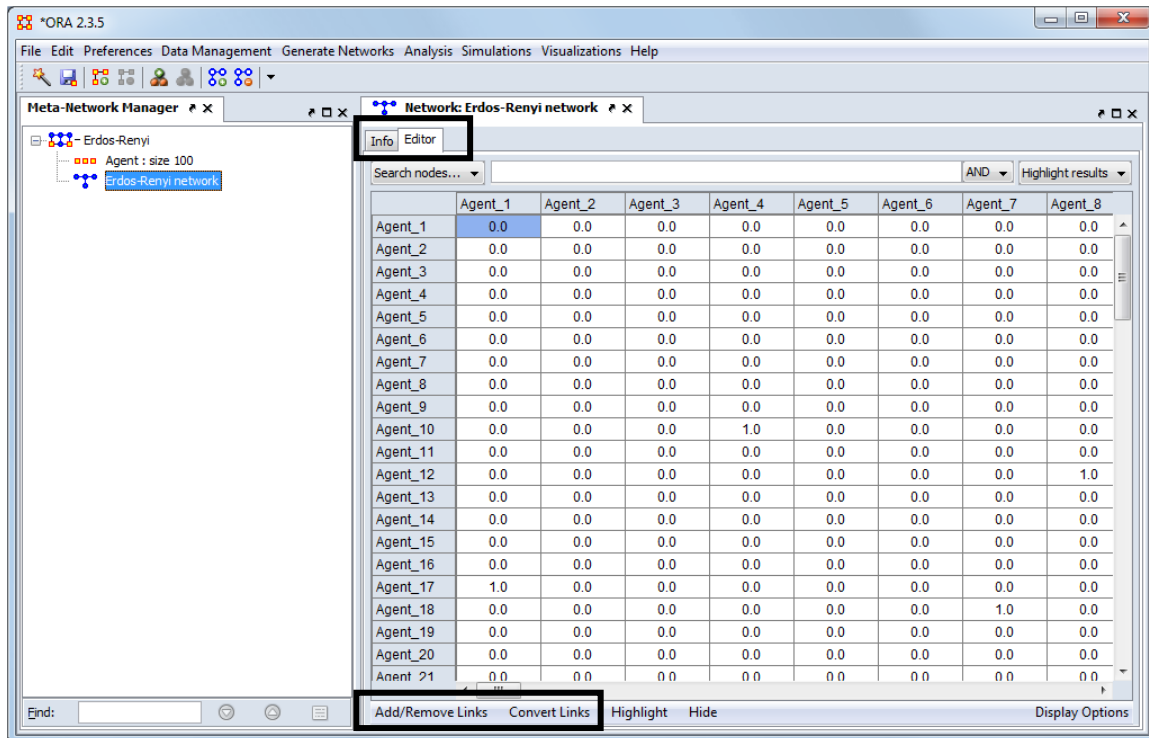 *ORA 2.3.5
File Edit Preferences Data Management Generate Networks Analysis Simulations Visualizations Help
Meta-Network Manager
Erdos-Renyi
Agent : size 100
Erdos-Renyi network
Find:
Network: Erdos-Renyi network
Info Editor
Search nodes... AND Highlight results
Agent_1 Agent_2 Agent_3 Agent_4 Agent_5 Agent_6 Agent_7 Agent_8
Agent_1 0.0 0.0 0.0 0.0 0.0 0.0 0.0 0.0
Agent_2 0.0 0.0 0.0 0.0 0.0 0.0 0.0 0.0
Agent_3 0.0 0.0 0.0 0.0 0.0 0.0 0.0 0.0
Agent_4 0.0 0.0 0.0 0.0 0.0 0.0 0.0 0.0
Agent_5 0.0 0.0 0.0 0.0 0.0 0.0 0.0 0.0
Agent_6 0.0 0.0 0.0 0.0 0.0 0.0 0.0 0.0
Agent_7 0.0 0.0 0.0 0.0 0.0 0.0 0.0 0.0
Agent_8 0.0 0.0 0.0 0.0 0.0 0.0 0.0 0.0
Agent_9 0.0 0.0 0.0 0.0 0.0 0.0 0.0 0.0
Agent_10 0.0 0.0 0.0 1.0 0.0 0.0 0.0 0.0
Agent_11 0.0 0.0 0.0 0.0 0.0 0.0 0.0 0.0
Agent_12 0.0 0.0 0.0 0.0 0.0 0.0 0.0 1.0
Agent_13 0.0 0.0 0.0 0.0 0.0 0.0 0.0 0.0
Agent_14 0.0 0.0 0.0 0.0 0.0 0.0 0.0 0.0
Agent_15 0.0 0.0 0.0 0.0 0.0 0.0 0.0 0.0
Agent_16 0.0 0.0 0.0 0.0 0.0 0.0 0.0 0.0
Agent_17 1.0 0.0 0.0 0.0 0.0 0.0 0.0 0.0
Agent_18 0.0 0.0 0.0 0.0 0.0 0.0 1.0 0.0
Agent_19 0.0 0.0 0.0 0.0 0.0 0.0 0.0 0.0
Agent_20 0.0 0.0 0.0 0.0 0.0 0.0 0.0 0.0
Agent_21 0.0 0.0 0.0 0.0 0.0 0.0 0.0 0.0
Add/Remove Links Convert Links Highlight Hide Display Options